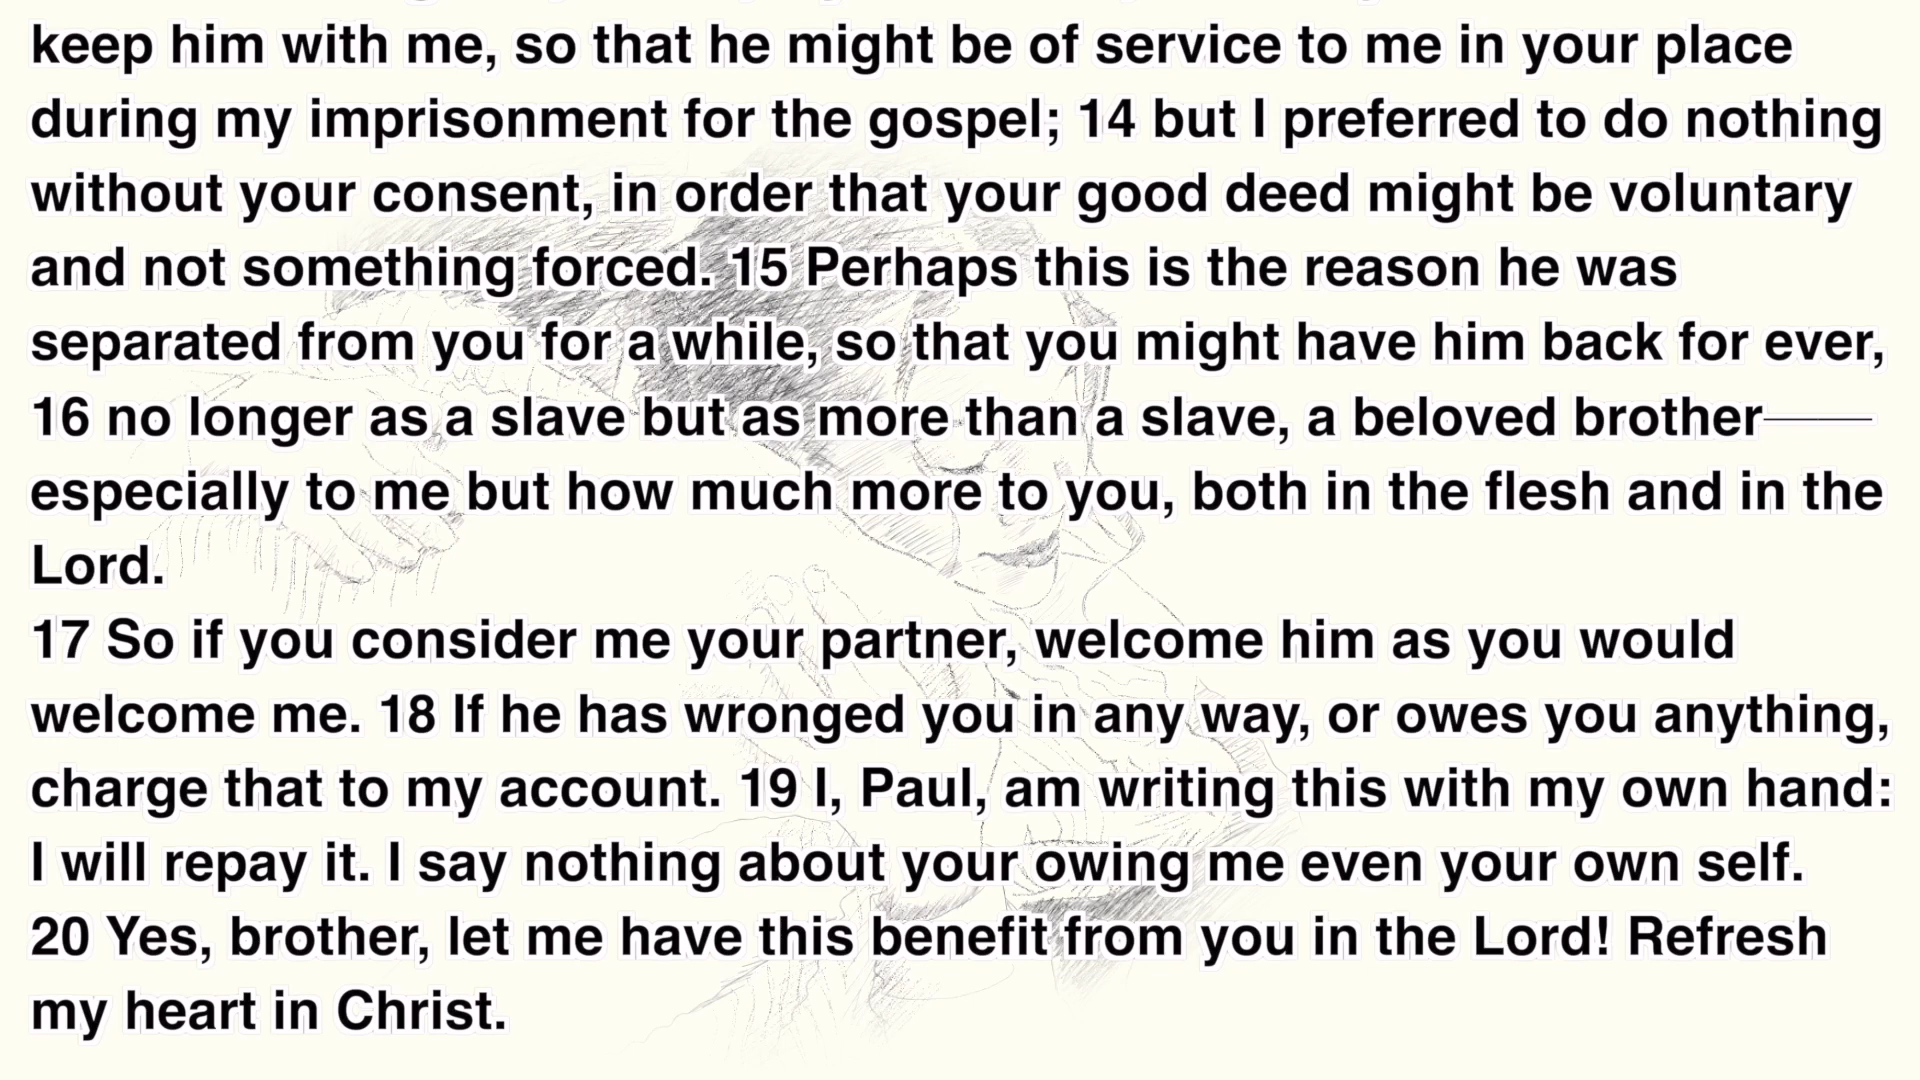 keep him with me, so that he might be of service to me in your place
during my imprisonment for the gospel; 14 but I preferred to do nothing
without your consent, in order that your good deed might be voluntary
and not something forced. 15 Perhaps this is the reason he was
separated from you for a while, so that you might have him back for ever,
16 no longer as a slave but as more than a slave, a beloved brother——
especially to me but how much more to you, both in the flesh and in the
Lord.
17 So if you consider me your partner, welcome him as you would
welcome me. 18 If he has wronged you in any way, or owes you anything,
charge that to my account. 19 I, Paul, am writing this with my own hand:
I will repay it. I say nothing about your owing me even your own self.
20 Yes, brother, let me have this benefit from you in the Lord! Refresh
my heart in Christ.